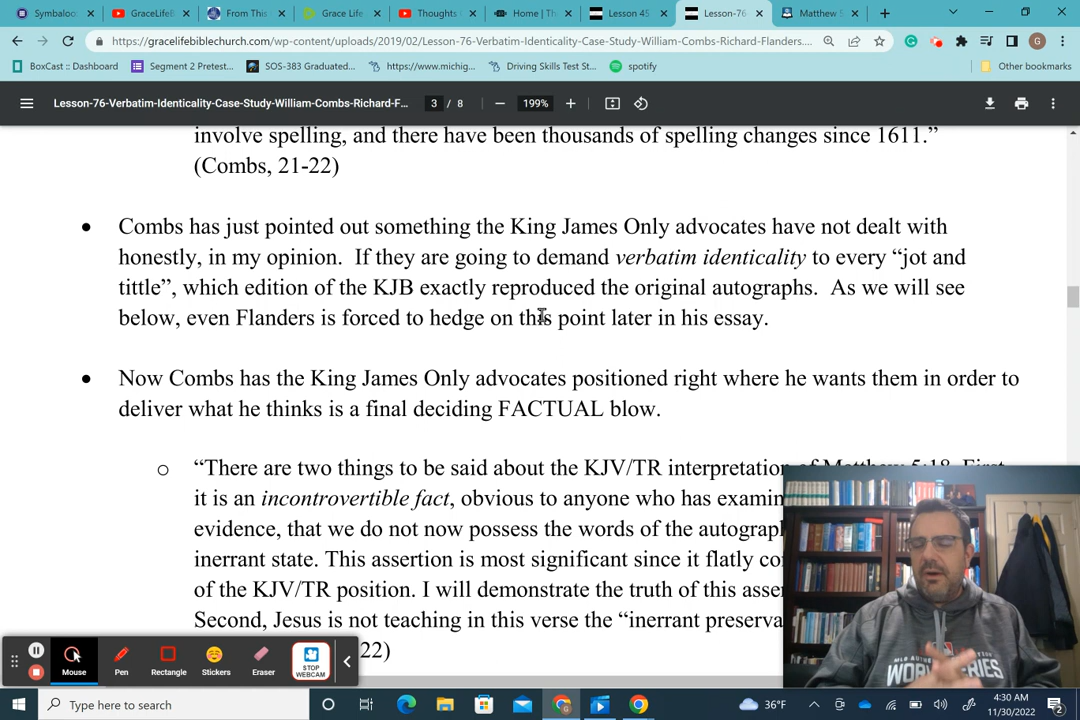 Symbaloo
GraceLifeB
From This
Grace Life
Thoughts
Home | Th
Lesson 45
Lesson-76
Matthew 5
https://gracelifebiblechurch.com/wp-content/uploads/2019/02/Lesson-76-Verbatim-Identicality-Case-Study-William-Combs-Richard-Flanders....
G
BoxCast :: Dashboard
Segment 2 Pretest...
SOS-383 Graduated...
https://www.michig...
Driving Skills Test St...
spotify
Other bookmarks
Lesson-76-Verbatim-Identicality-Case-Study-William-Combs-Richard-F...
3 / 8
199%
involve spelling, and there have been thousands of spelling changes since 1611.”
(Combs, 21-22)
• Combs has just pointed out something the King James Only advocates have not dealt with
honestly, in my opinion. If they are going to demand verbatim identicality to every “jot and
tittle”, which edition of the KJB exactly reproduced the original autographs. As we will see
below, even Flanders is forced to hedge on this point later in his essay.
• Now Combs has the King James Only advocates positioned right where he wants them in order to
deliver what he thinks is a final deciding FACTUAL blow.
o “There are two things to be said about the KJV/TR interpretation of Matthew 5:18. First
it is an incontrovertible fact, obvious to anyone who has examin
evidence, that we do not now possess the words of the autograp
inerrant state. This assertion is most significant since it flatly co
of the KJV/TR position. I will demonstrate the truth of this asse
Second, Jesus is not teaching in this verse the “inerrant preserva
22)
Mouse
Pen
Rectangle
Stickers
Eraser
STOP
WEBCAM
WORLD SERIES
Type here to search
36°F
4:30 AM
11/30/2022
2